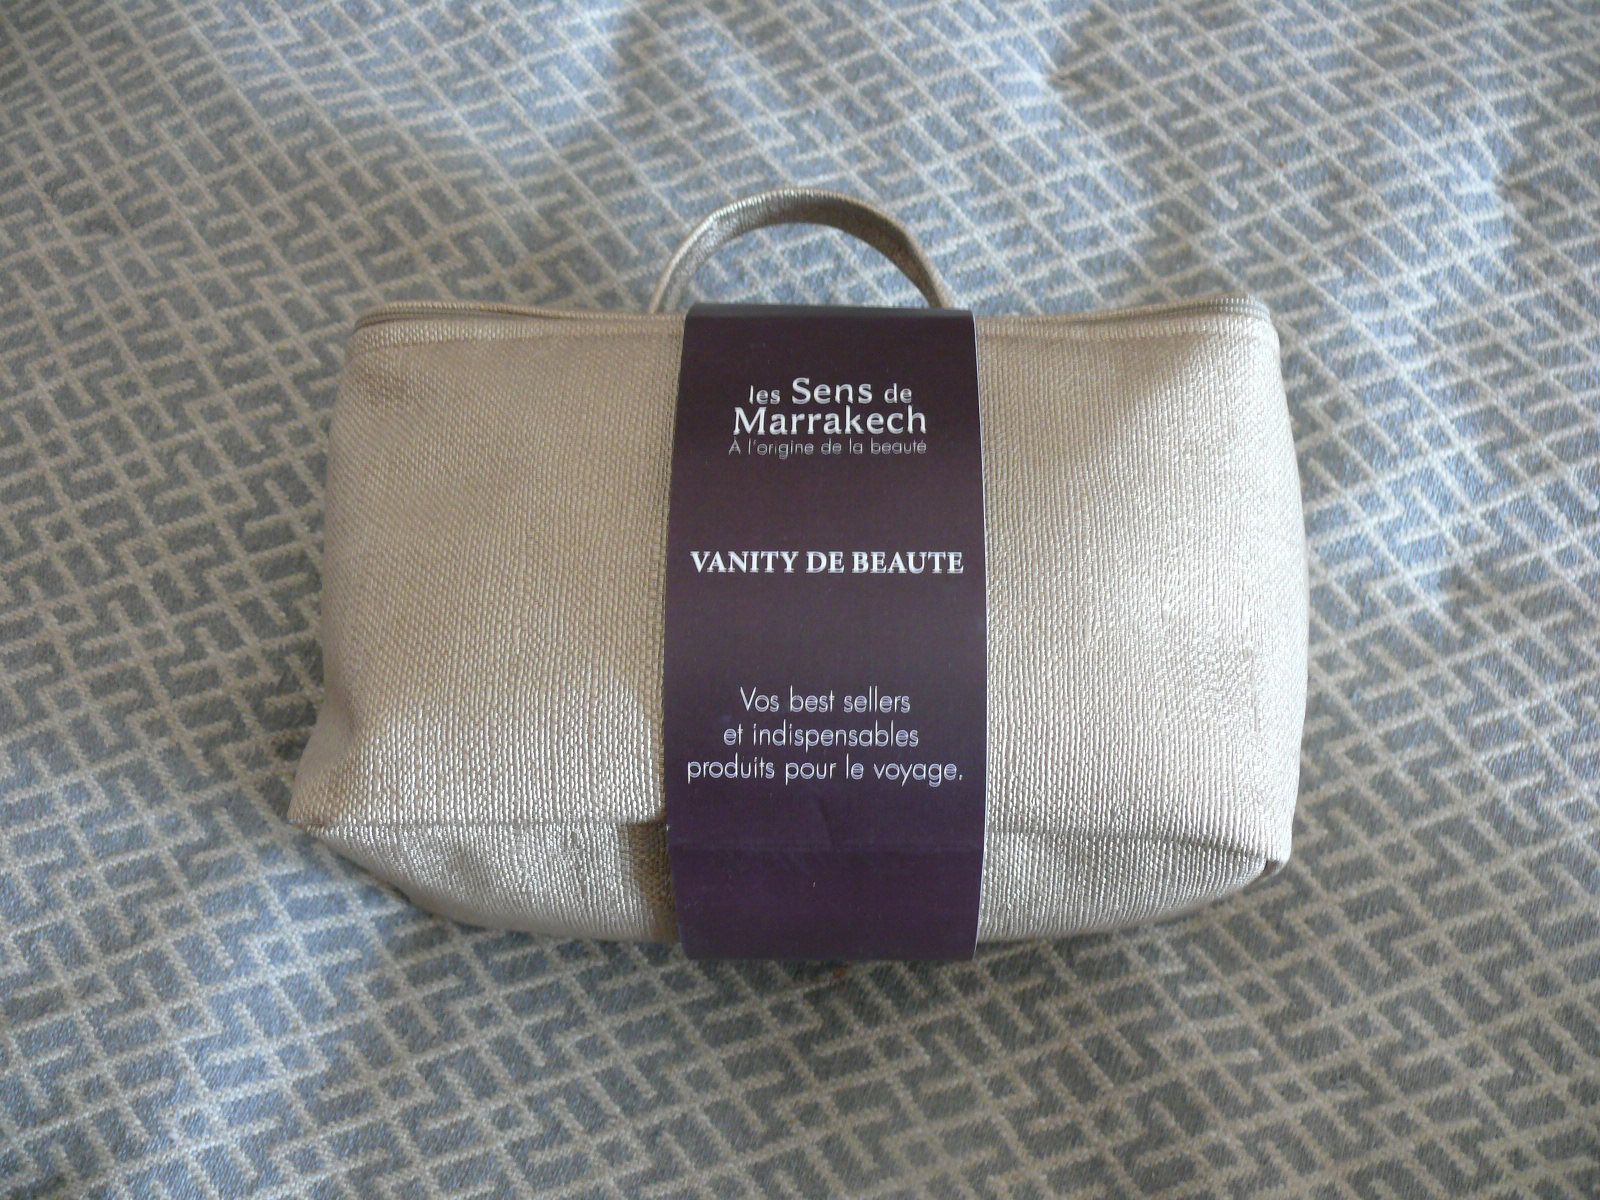 les Sens de
Marrakech
À l'origine de la beauté
VANITY DE BEAUTE
Vos best sellers
et indispensables
produits pour le voyage.